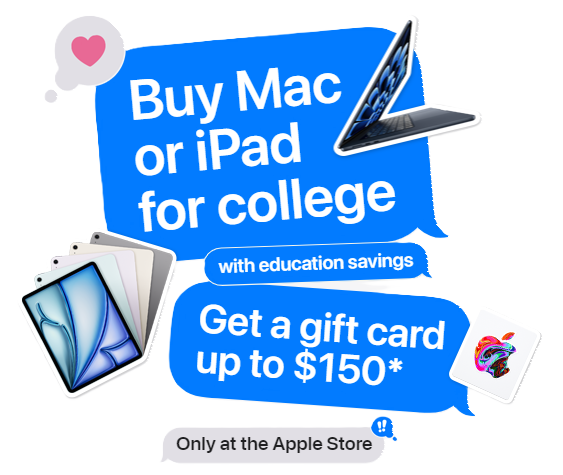 Buy Mac
or iPad
for college
with education savings
Get a gift card
up to $150*
Only at the Apple Store
!!